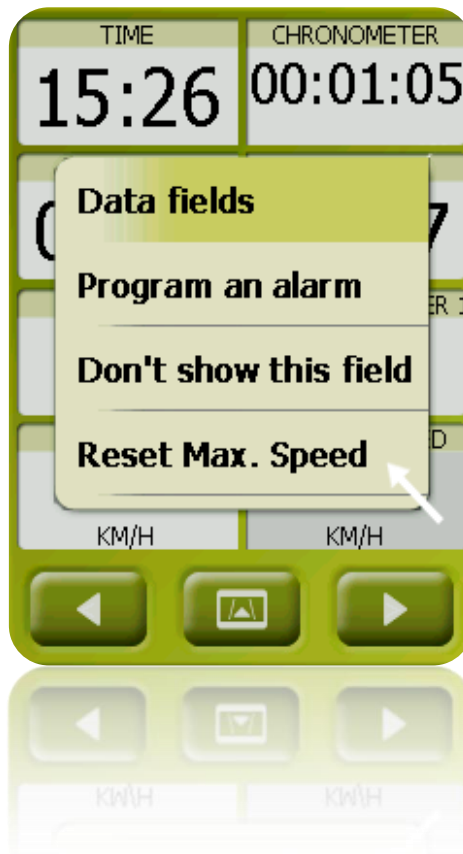 TIME CHRONOMETER
15:26 00:01:05
Data fields
Program an alarm
Don't show this field
Reset Max. Speed
KM/H KM/H